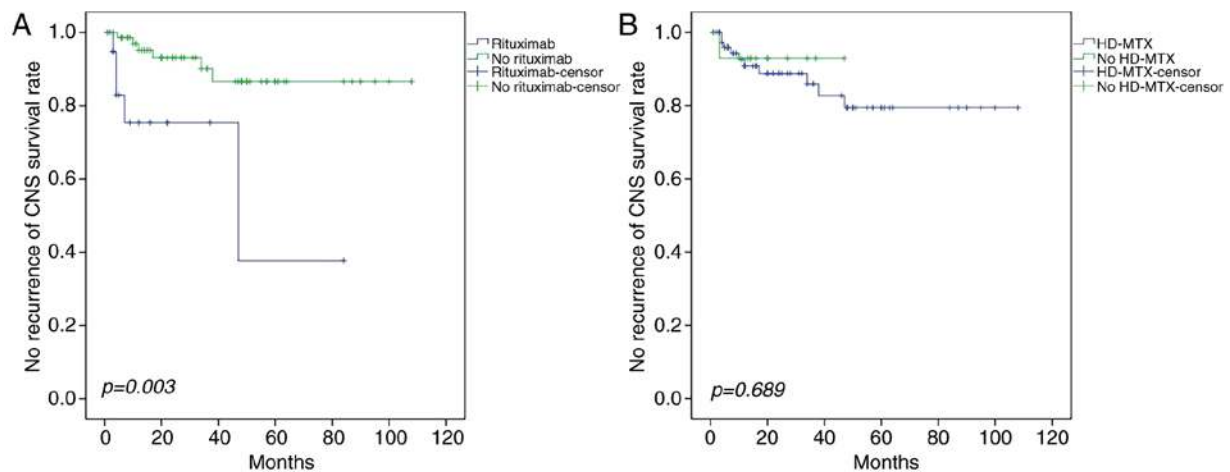 A
No recurrence of CNS survival rate
1.0
0.8
0.6
0.4
0.2
0.0
p=0.003
0 20 40 60 80 100 120
Months
Rituximab
No rituximab
Rituximab-censor
No rituximab-censor
B
No recurrence of CNS survival rate
1.0
0.8
0.6
0.4
0.2
0.0
p=0.689
0 20 40 60 80 100 120
Months
HD-MTX
No HD-MTX
HD-MTX-censor
No HD-MTX-censor